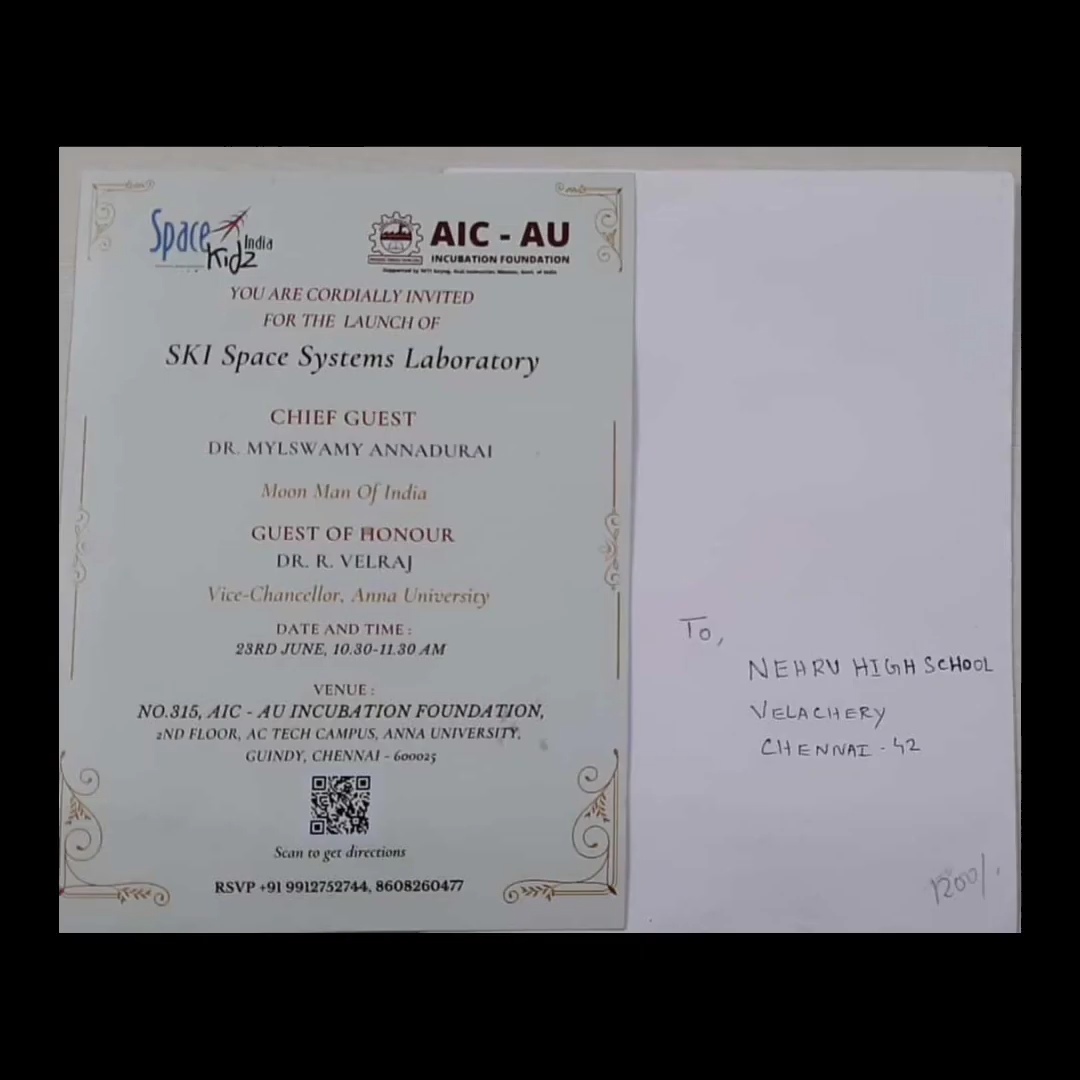 Space Kidz India
AIC - AU
INCUBATION FOUNDATION
YOU ARE CORDIALLY INVITED
FOR THE LAUNCH OF
SKI Space Systems Laboratory
CHIEF GUEST
DR. MYLSWAMY ANNADURAI
Moon Man Of India
GUEST OF HONOUR
DR. R. VELRAJ
Vice-Chancellor, Anna University
DATE AND TIME :
23RD JUNE, 10.30-11.30 AM
VENUE :
NO.315, AIC - AU INCUBATION FOUNDATION,
2ND FLOOR, AC TECH CAMPUS, ANNA UNIVERSITY,
GUINDY, CHENNAI - 600025
Scan to get directions
RSVP +91 9912752744, 8608260477
To,
NEHRU HIGH SCHOOL
VELACHERY
CHENNAI - 42
1200/.